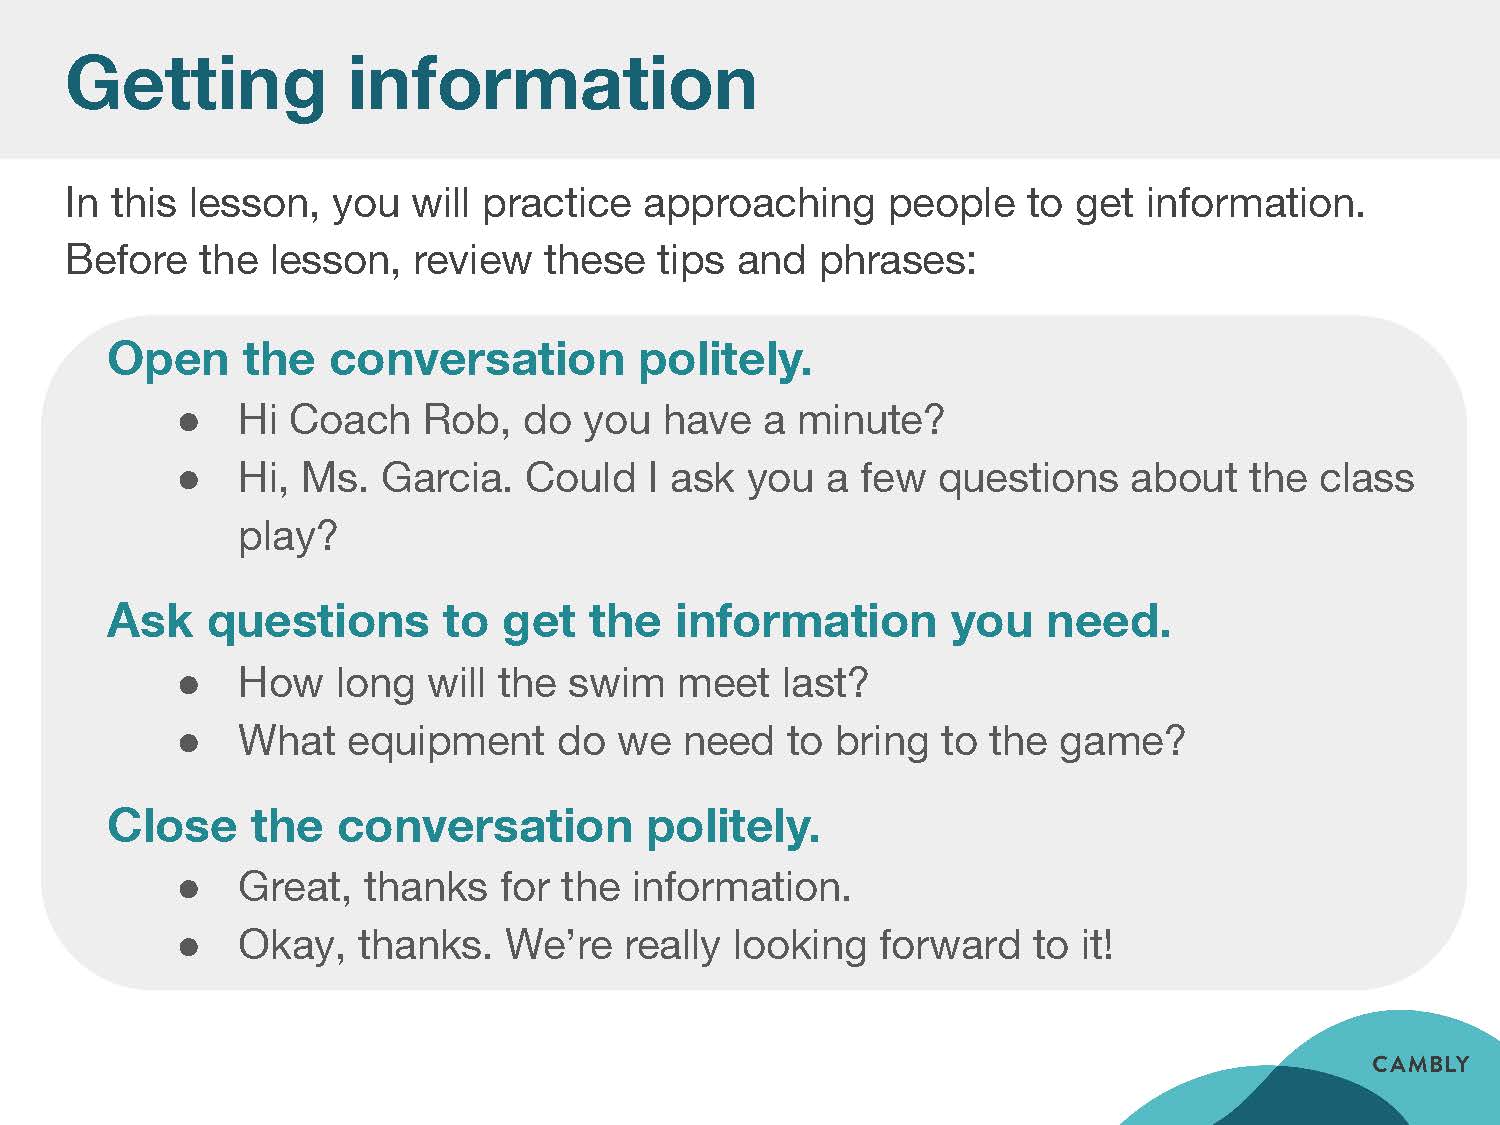 Getting information
In this lesson, you will practice approaching people to get information.
Before the lesson, review these tips and phrases:
Open the conversation politely.
● Hi Coach Rob, do you have a minute?
● Hi, Ms. Garcia. Could I ask you a few questions about the class
play?
Ask questions to get the information you need.
● How long will the swim meet last?
● What equipment do we need to bring to the game?
Close the conversation politely.
● Great, thanks for the information.
● Okay, thanks. We’re really looking forward to it!
CAMBLY